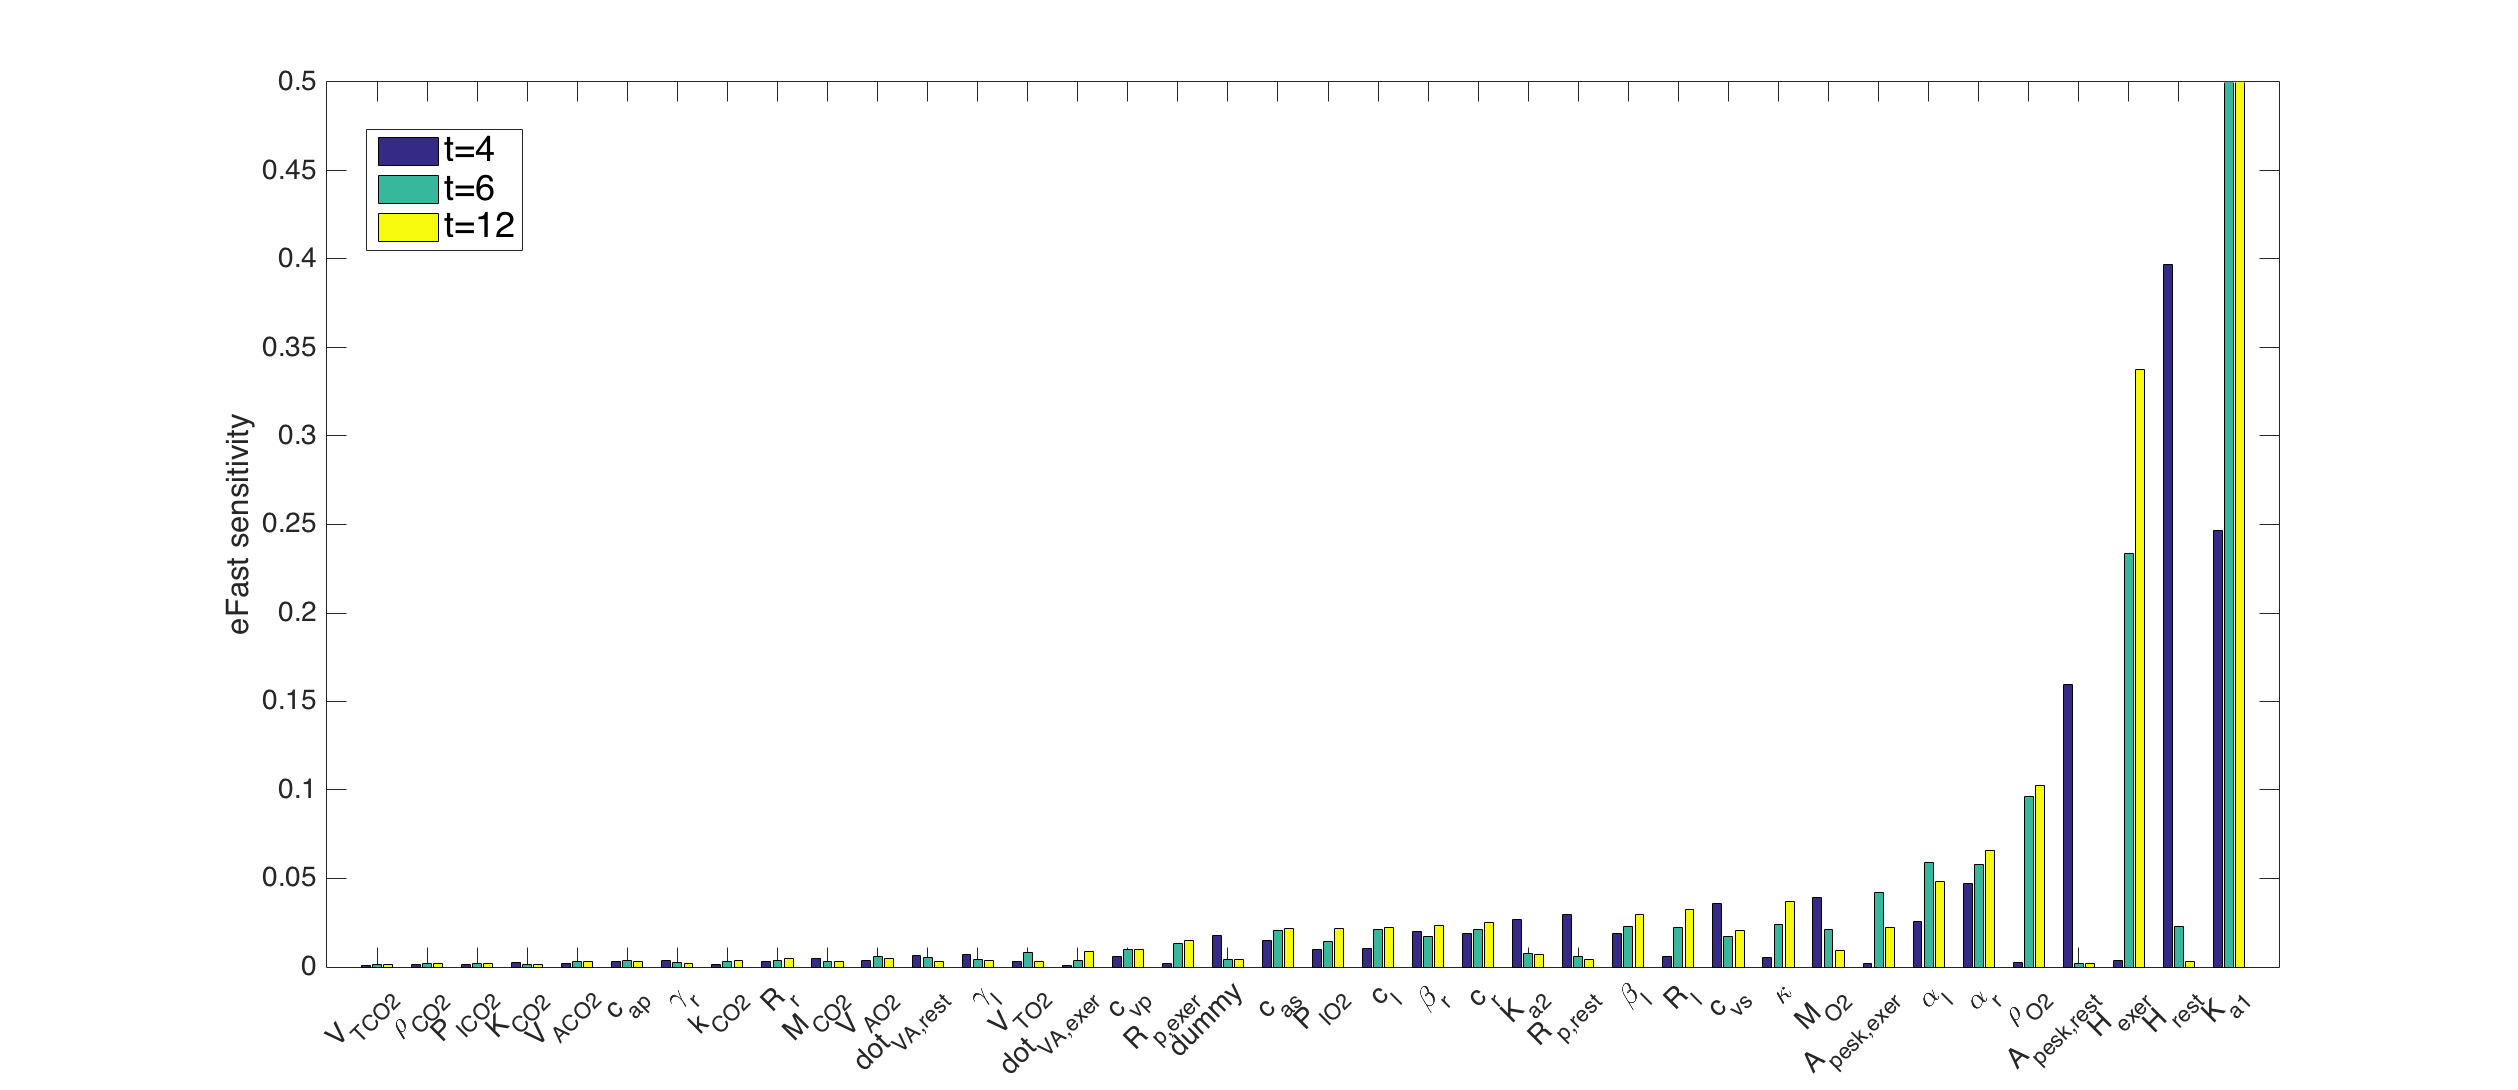 0.5
0.45
0.4
0.35
0.3
0.25
0.2
0.15
0.1
0.05
0
eFast sensitivity
t=4
t=6
t=12
V TCO2
ρ CO2
P ICO2
K CO2
V ACO2
c ap
γ r
k CO2
R r
M CO2
V AO2
dot VA,rest
γ l
V TO2
dot VA,exer
c vp
R p,exer
dummy
c as
P IO2
c l
β r
c r
K a2
R p,rest
β l
R l
c vs
κ
M O2
A pesk,exer
α l
α r
ρ O2
A pesk,rest
H exer
H rest
K a1